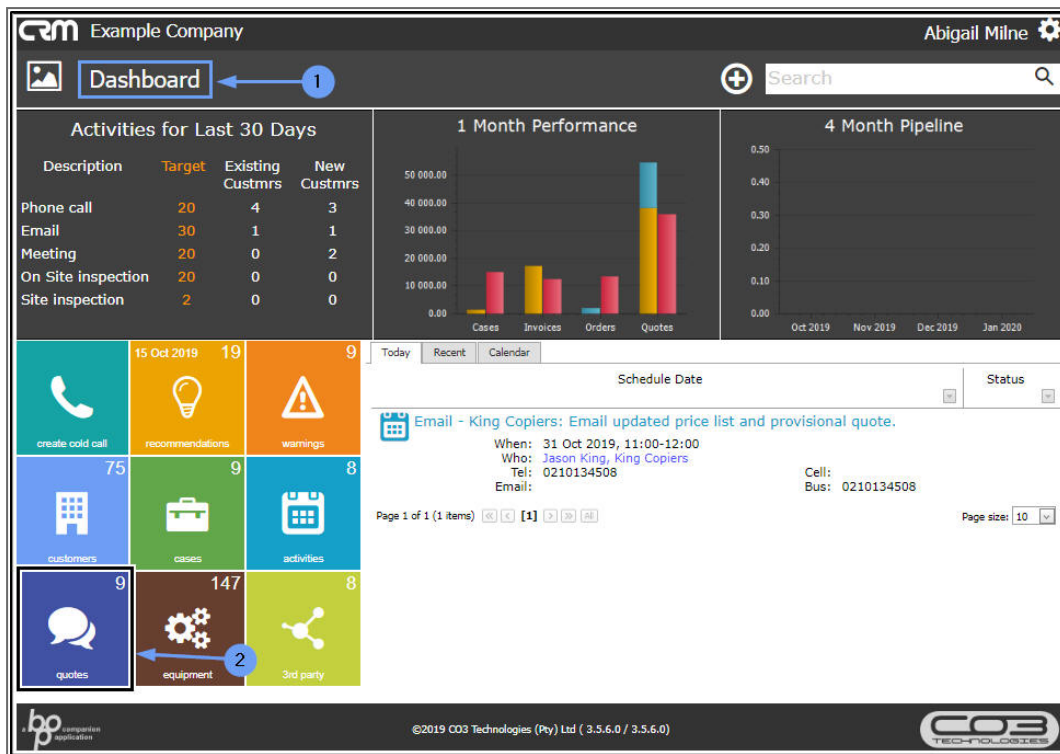 CRM Example Company
Abigail Milne
Dashboard
1
Search
Activities for Last 30 Days
Description Target Existing Custmrs New Custmrs
Phone call 20 4 3
Email 30 1 1
Meeting 20 0 2
On Site inspection 20 0 0
Site inspection 2 0 0
1 Month Performance
50 000.00
40 000.00
30 000.00
20 000.00
10 000.00
0.00
Cases Invoices Orders Quotes
4 Month Pipeline
0.50
0.40
0.30
0.20
0.10
0.00
Oct 2019 Nov 2019 Dec 2019 Jan 2020
create cold call
15 Oct 2019 19
recommendations
9
warnings
75
customers
9
cases
8
activities
9
quotes
147
equipment
8
3rd party
2
Today Recent Calendar
Schedule Date Status
Email - King Copiers: Email updated price list and provisional quote.
When: 31 Oct 2019, 11:00-12:00
Who: Jason King, King Copiers
Tel: 0210134508 Cell:
Email: Bus: 0210134508
Page 1 of 1 (1 items) [1] All
Page size: 10
a bpo companion application
©2019 CO3 Technologies (Pty) Ltd ( 3.5.6.0 / 3.5.6.0)
CO3
TECHNOLOGIES